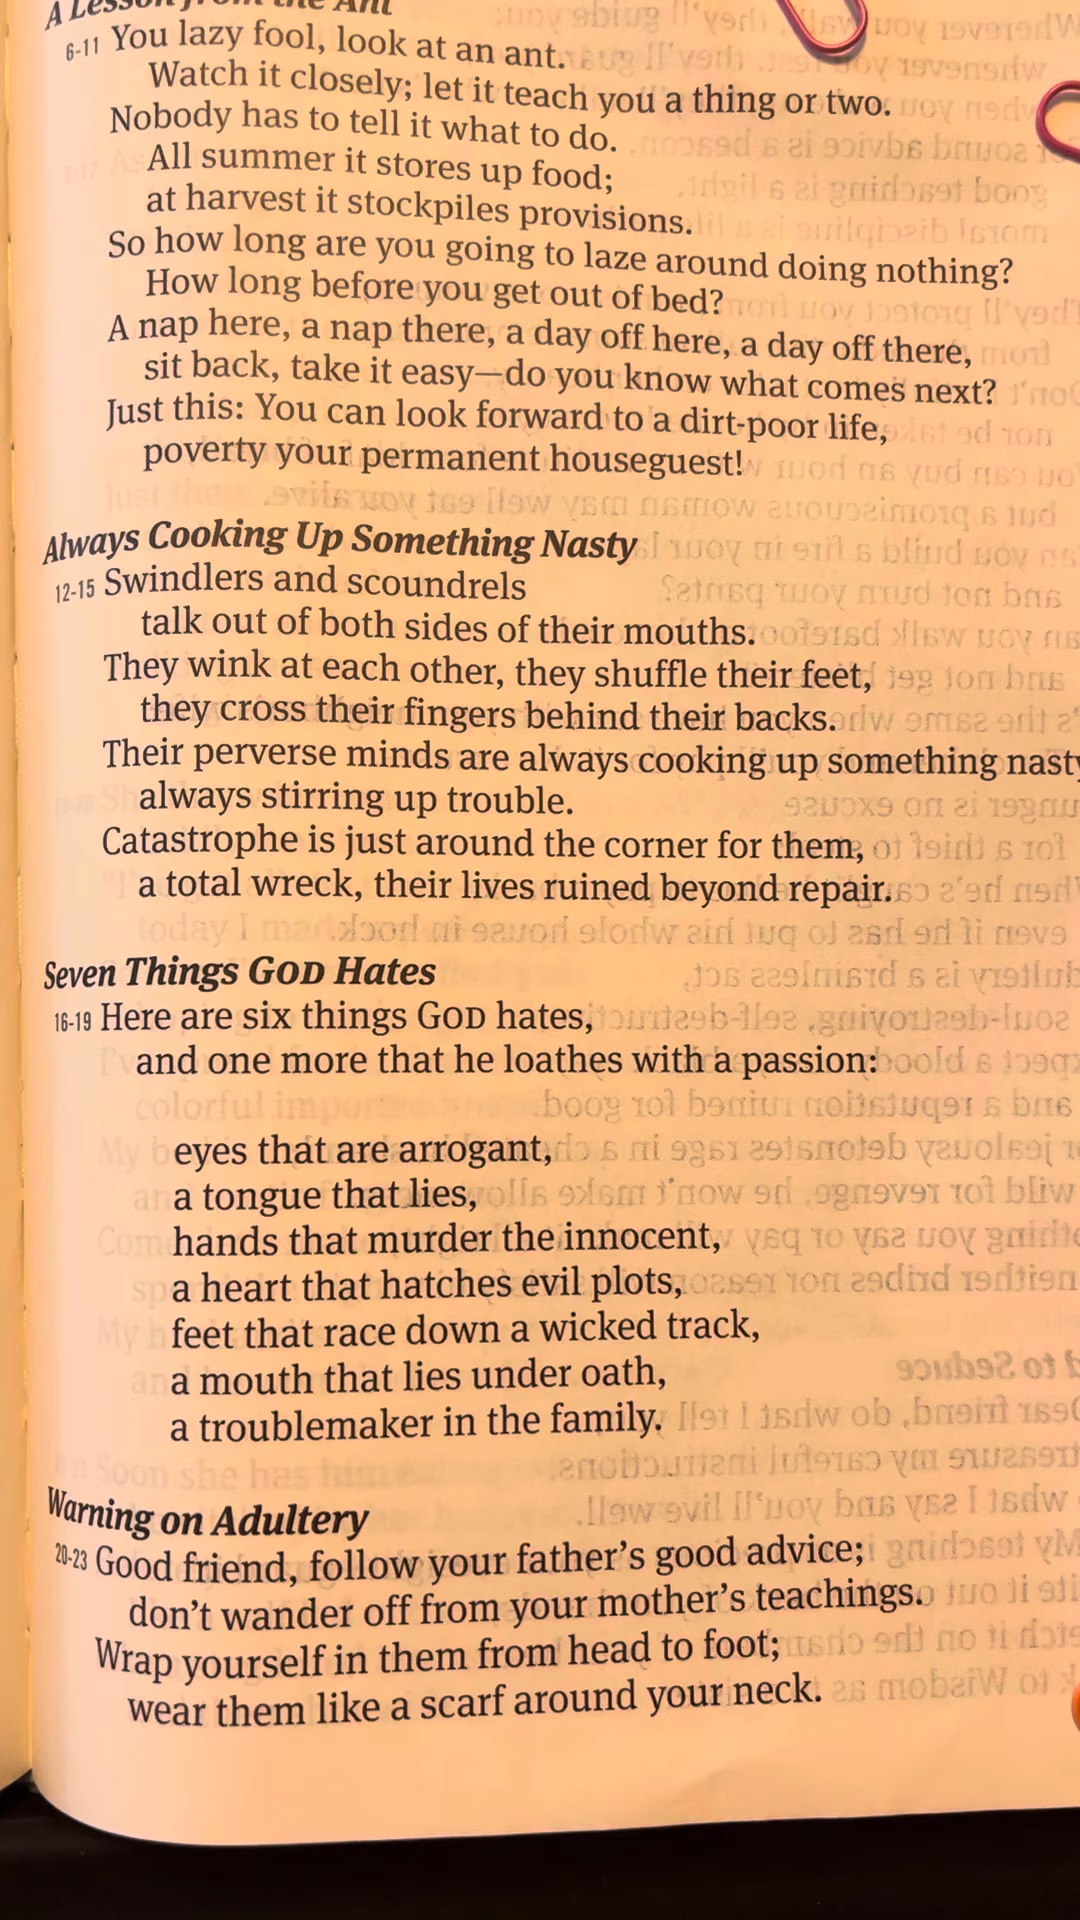 A Lesson from the Ant
6-11 You lazy fool, look at an ant.
Watch it closely; let it teach you a thing or two.
Nobody has to tell it what to do.
All summer it stores up food;
at harvest it stockpiles provisions.
So how long are you going to laze around doing nothing?
How long before you get out of bed?
A nap here, a nap there, a day off here, a day off there,
sit back, take it easy—do you know what comes next?
Just this: You can look forward to a dirt-poor life,
poverty your permanent houseguest!
Always Cooking Up Something Nasty
12-15 Swindlers and scoundrels
talk out of both sides of their mouths.
They wink at each other, they shuffle their feet,
they cross their fingers behind their backs.
Their perverse minds are always cooking up something nasty
always stirring up trouble.
Catastrophe is just around the corner for them,
a total wreck, their lives ruined beyond repair.
Seven Things GOD Hates
16-19 Here are six things GOD hates,
and one more that he loathes with a passion:
eyes that are arrogant,
a tongue that lies,
hands that murder the innocent,
a heart that hatches evil plots,
feet that race down a wicked track,
a mouth that lies under oath,
a troublemaker in the family.
Warning on Adultery
20-23 Good friend, follow your father's good advice;
don't wander off from your mother's teachings.
Wrap yourself in them from head to foot;
wear them like a scarf around your neck.